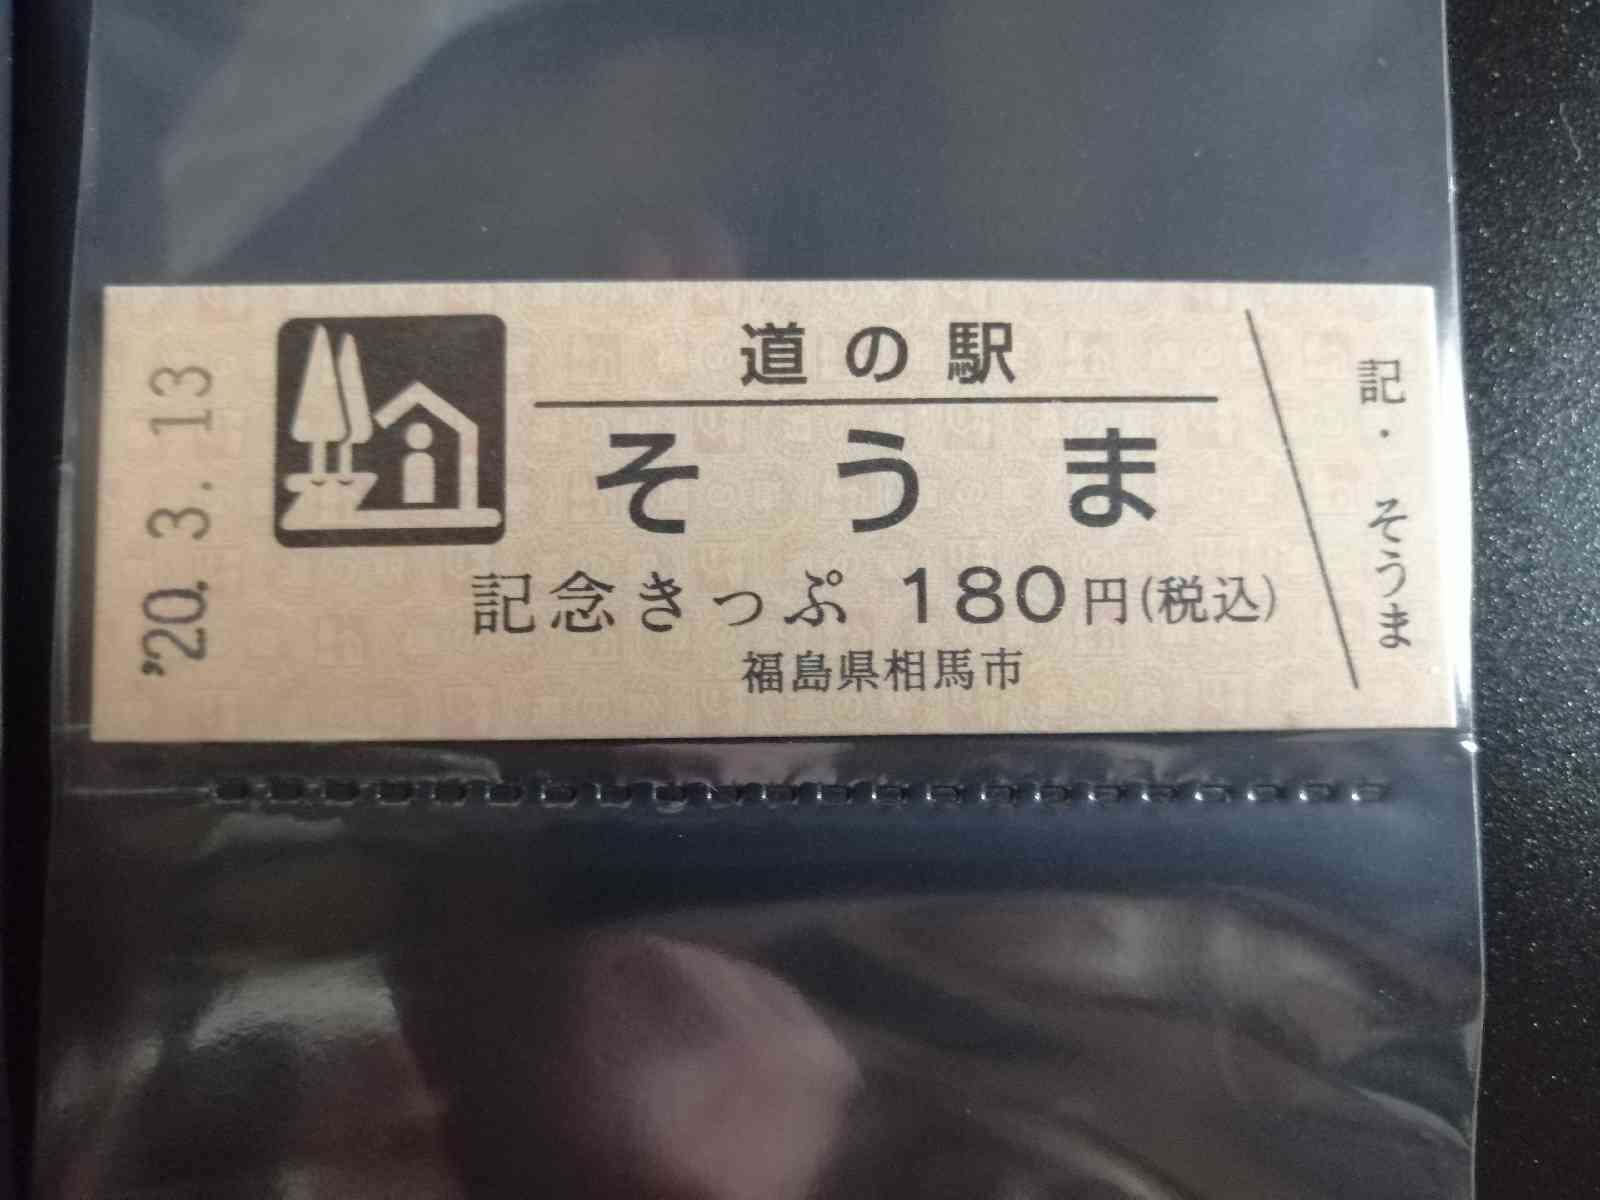 '20. 3. 13
道の駅
そうま
記念きっぷ 180円(税込)
福島県相馬市
記・そうま